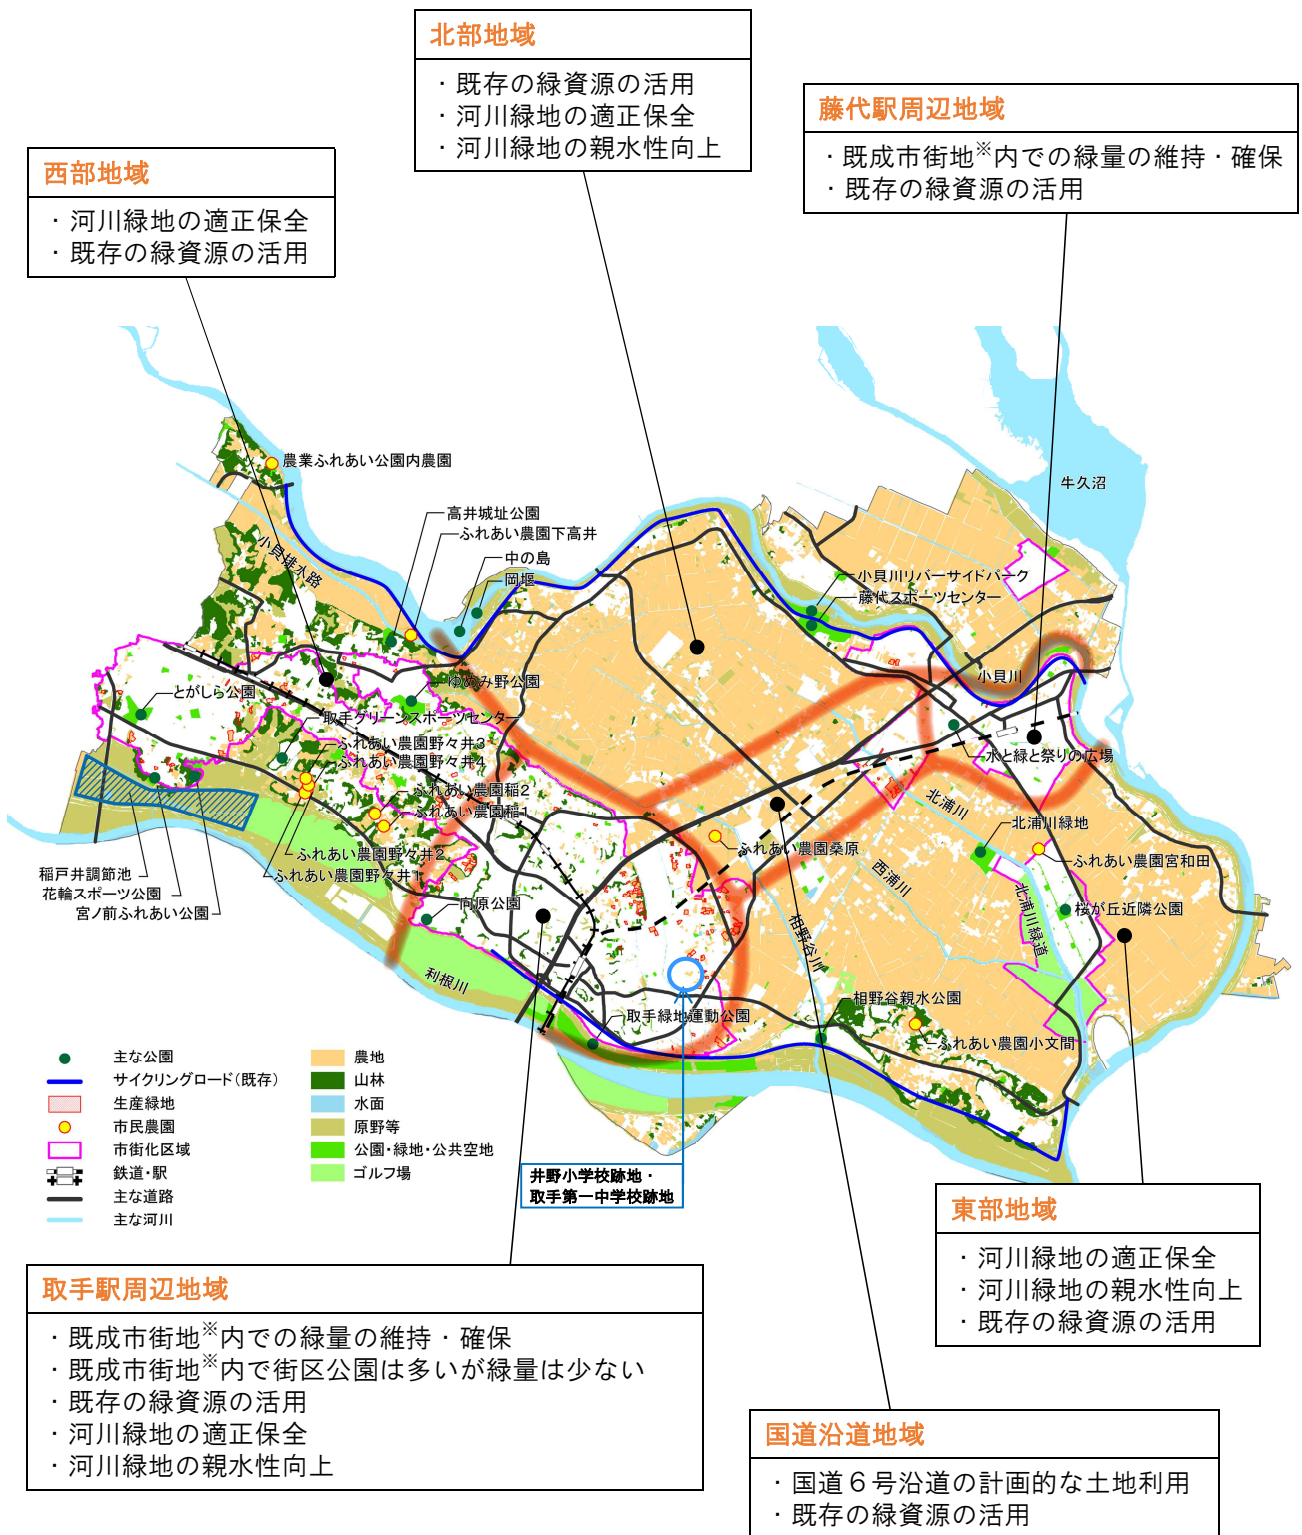 北部地域
・既存の緑資源の活用
・河川緑地の適正保全
・河川緑地の親水性向上
藤代駅周辺地域
・既成市街地※内での緑量の維持・確保
・既存の緑資源の活用
西部地域
・河川緑地の適正保全
・既存の緑資源の活用
農業ふれあい公園内農園
牛久沼
高井城址公園
ふれあい農園下高井
中の島
岡堰
小貝排水路
小貝川リバーサイドパーク
藤代スポーツセンター
小貝川
ゆめみ野公園
とがしら公園
取手グリーンスポーツセンター
ふれあい農園野々井3
ふれあい農園野々井4
水と緑と祭りの広場
ふれあい農園稲2
ふれあい農園稲1
北浦川
北浦川緑地
ふれあい農園桑原
ふれあい農園野々井2
ふれあい農園野々井1
ふれあい農園宮和田
西浦川
稲戸井調節池
花輪スポーツ公園
宮ノ前ふれあい公園
向原公園
桜が丘近隣公園
北浦川緑道
相野谷川
利根川
相野谷親水公園
取手緑地運動公園
ふれあい農園小文間
主な公園
サイクリングロード(既存)
生産緑地
市民農園
市街化区域
鉄道・駅
主な道路
主な河川
農地
山林
水面
原野等
公園・緑地・公共空地
ゴルフ場
井野小学校跡地・
取手第一中学校跡地
東部地域
・河川緑地の適正保全
・河川緑地の親水性向上
・既存の緑資源の活用
取手駅周辺地域
・既成市街地※内での緑量の維持・確保
・既成市街地※内で街区公園は多いが緑量は少ない
・既存の緑資源の活用
・河川緑地の適正保全
・河川緑地の親水性向上
国道沿道地域
・国道６号沿道の計画的な土地利用
・既存の緑資源の活用